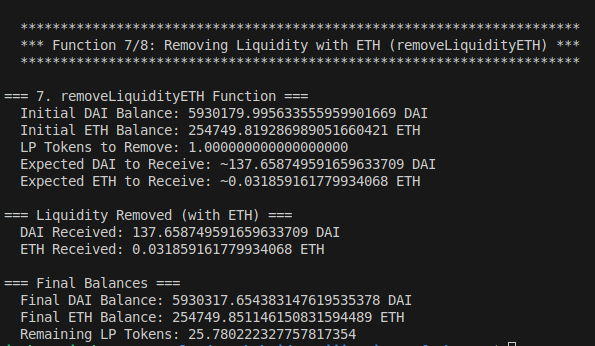 **********************************************************************
*** Function 7/8: Removing Liquidity with ETH (removeLiquidityETH) ***
**********************************************************************
=== 7. removeLiquidityETH Function ===
Initial DAI Balance: 5930179.995633555959901669 DAI
Initial ETH Balance: 254749.819286989051660421 ETH
LP Tokens to Remove: 1.000000000000000000
Expected DAI to Receive: ~137.658749591659633709 DAI
Expected ETH to Receive: ~0.031859161779934068 ETH
=== Liquidity Removed (with ETH) ===
DAI Received: 137.658749591659633709 DAI
ETH Received: 0.031859161779934068 ETH
=== Final Balances ===
Final DAI Balance: 5930317.654383147619535378 DAI
Final ETH Balance: 254749.851146150831594489 ETH
Remaining LP Tokens: 25.780222327757817354